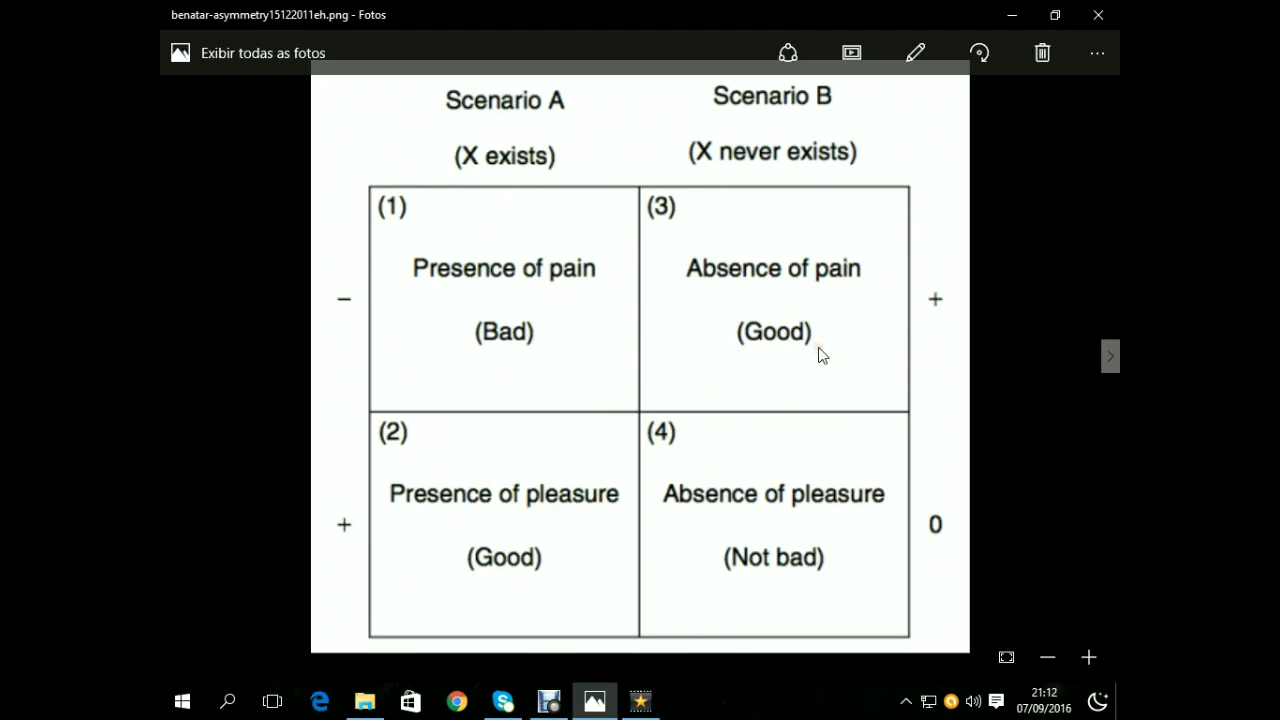 benatar-asymmetry15122011eh.png - Fotos
Exibir todas as fotos
Scenario A
Scenario B
(X exists)
(X never exists)
(1)
(3)
Presence of pain
Absence of pain
−
+
(Bad)
(Good)
(2)
(4)
Presence of pleasure
Absence of pleasure
+
0
(Good)
(Not bad)
21:12
07/09/2016